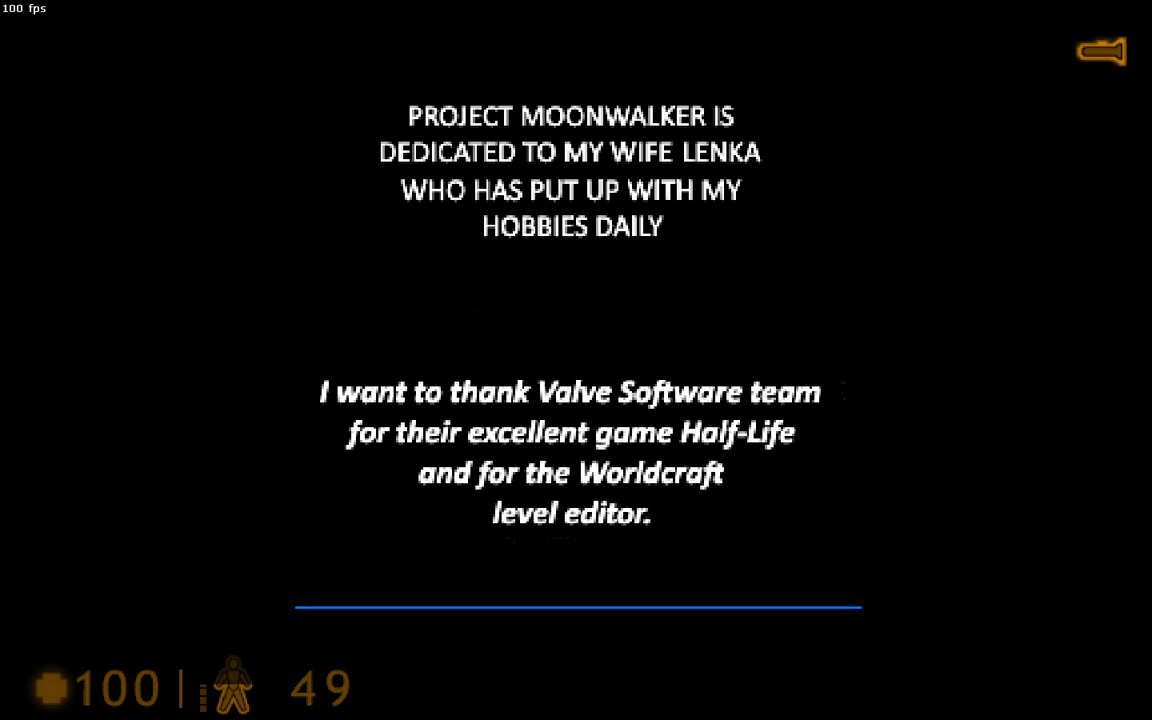 100 fps
PROJECT MOONWALKER IS
DEDICATED TO MY WIFE LENKA
WHO HAS PUT UP WITH MY
HOBBIES DAILY
I want to thank Valve Software team
for their excellent game Half-Life
and for the Worldcraft
level editor.
100 | 49